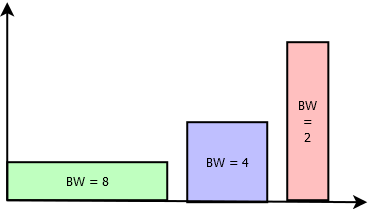 BW = 8
BW = 4
BW
=
2